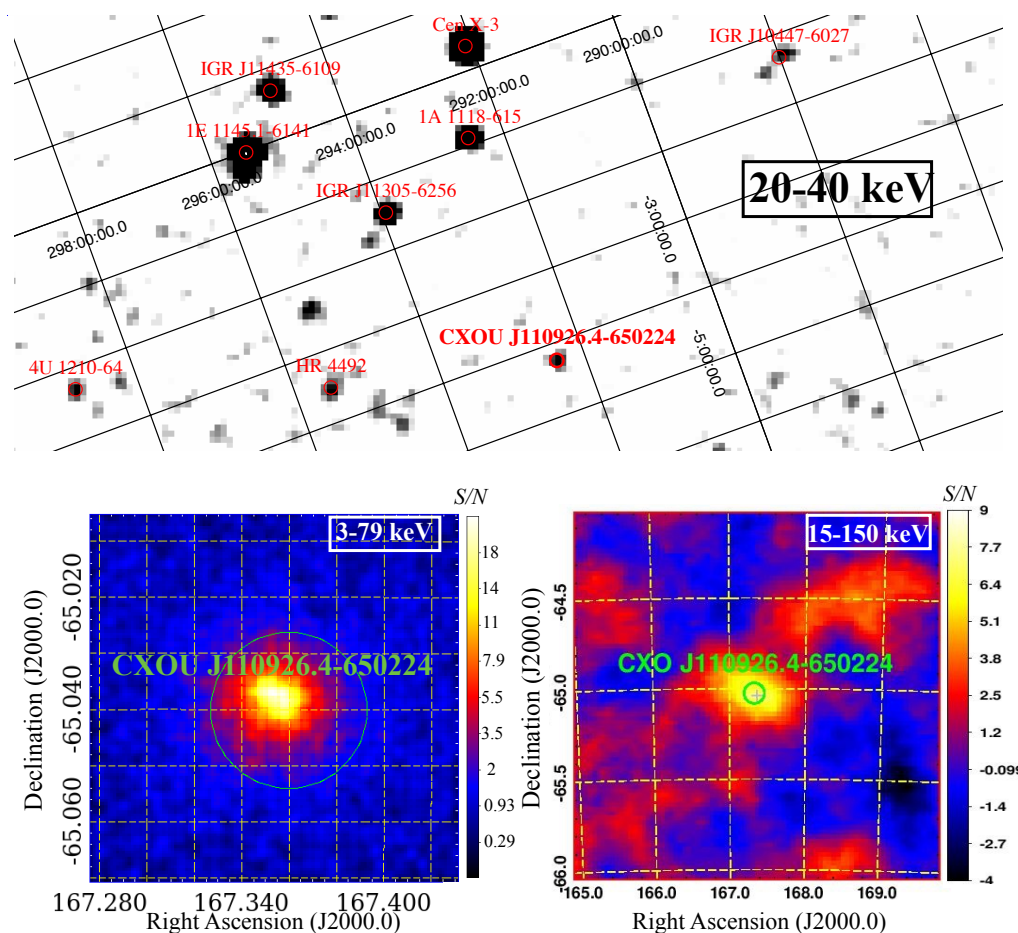 Cen X-3
IGR J10447-6027
IGR J11435-6109
290:00:00.0
292:00:00.0
1A 1118-615
1E 1145.1-6141
294:00:00.0
20-40 keV
296:00:00.0
IGR J11305-6256
-3:00:00.0
298:00:00.0
CXOU J110926.4-650224
-5:00:00.0
4U 1210-64
HR 4492
S/N
3-79 keV
18
14
11
7.9
5.5
3.5
2
0.93
0.29
CXOU J110926.4-650224
-65.020
-65.040
-65.060
Declination (J2000.0)
167.280
167.340
167.400
Right Ascension (J2000.0)
S/N
15-150 keV
9
7.7
6.4
5.1
3.8
2.5
1.2
-0.099
-1.4
-2.7
-4
CXO J110926.4-650224
-64.5
-65.0
-65.5
-66.0
Declination (J2000.0)
165.0
166.0
167.3
168.0
169.0
Right Ascension (J2000.0)